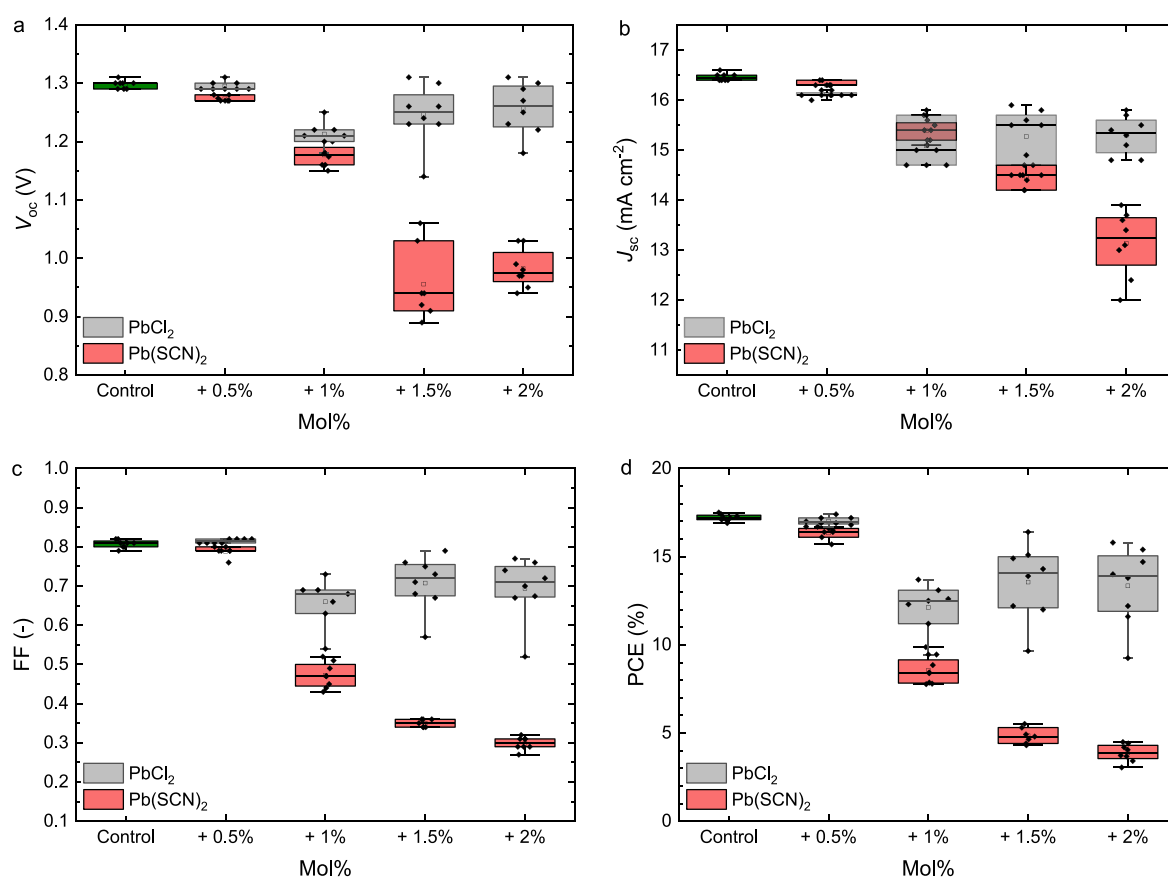 a
1.4
1.3
1.2
1.1
1.0
0.9
0.8
Voc (V)
PbCl2
Pb(SCN)2
Control
+ 0.5%
+ 1%
+ 1.5%
+ 2%
Mol%
b
17
16
15
14
13
12
11
Jsc (mA cm-2)
PbCl2
Pb(SCN)2
Control
+ 0.5%
+ 1%
+ 1.5%
+ 2%
Mol%
c
1.0
0.9
0.8
0.7
0.6
0.5
0.4
0.3
0.2
0.1
FF (-)
PbCl2
Pb(SCN)2
Control
+ 0.5%
+ 1%
+ 1.5%
+ 2%
Mol%
d
20
15
10
5
0
PCE (%)
PbCl2
Pb(SCN)2
Control
+ 0.5%
+ 1%
+ 1.5%
+ 2%
Mol%